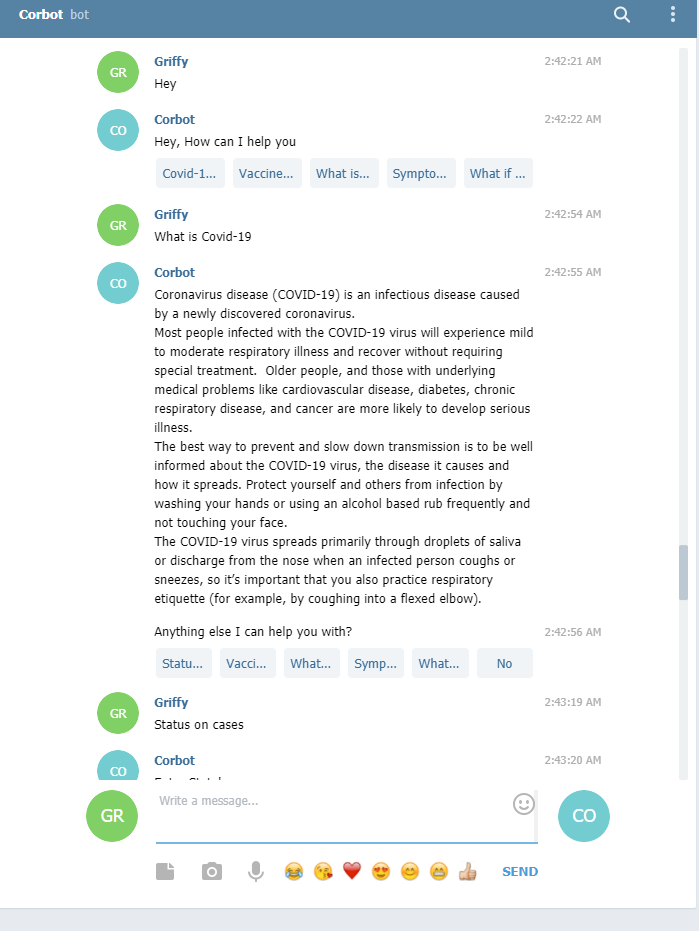 Corbot bot
Griffy 2:42:21 AM
GR
Hey
Corbot 2:42:22 AM
CO
Hey, How can I help you
Covid-1... Vaccine... What is... Sympto... What if ...
Griffy 2:42:54 AM
GR
What is Covid-19
Corbot 2:42:55 AM
CO
Coronavirus disease (COVID-19) is an infectious disease caused
by a newly discovered coronavirus.
Most people infected with the COVID-19 virus will experience mild
to moderate respiratory illness and recover without requiring
special treatment.  Older people, and those with underlying
medical problems like cardiovascular disease, diabetes, chronic
respiratory disease, and cancer are more likely to develop serious
illness.
The best way to prevent and slow down transmission is to be well
informed about the COVID-19 virus, the disease it causes and
how it spreads. Protect yourself and others from infection by
washing your hands or using an alcohol based rub frequently and
not touching your face.
The COVID-19 virus spreads primarily through droplets of saliva
or discharge from the nose when an infected person coughs or
sneezes, so it's important that you also practice respiratory
etiquette (for example, by coughing into a flexed elbow).
Anything else I can help you with? 2:42:56 AM
Statu... Vacci... What... Symp... What... No
Griffy 2:43:19 AM
GR
Status on cases
Corbot 2:43:20 AM
CO
GR Write a message... CO
SEND